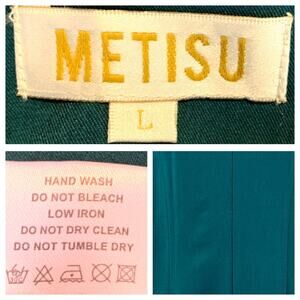 METISU
L
HAND WASH
DO NOT BLEACH
LOW IRON
DO NOT DRY CLEAN
DO NOT TUMBLE DRY